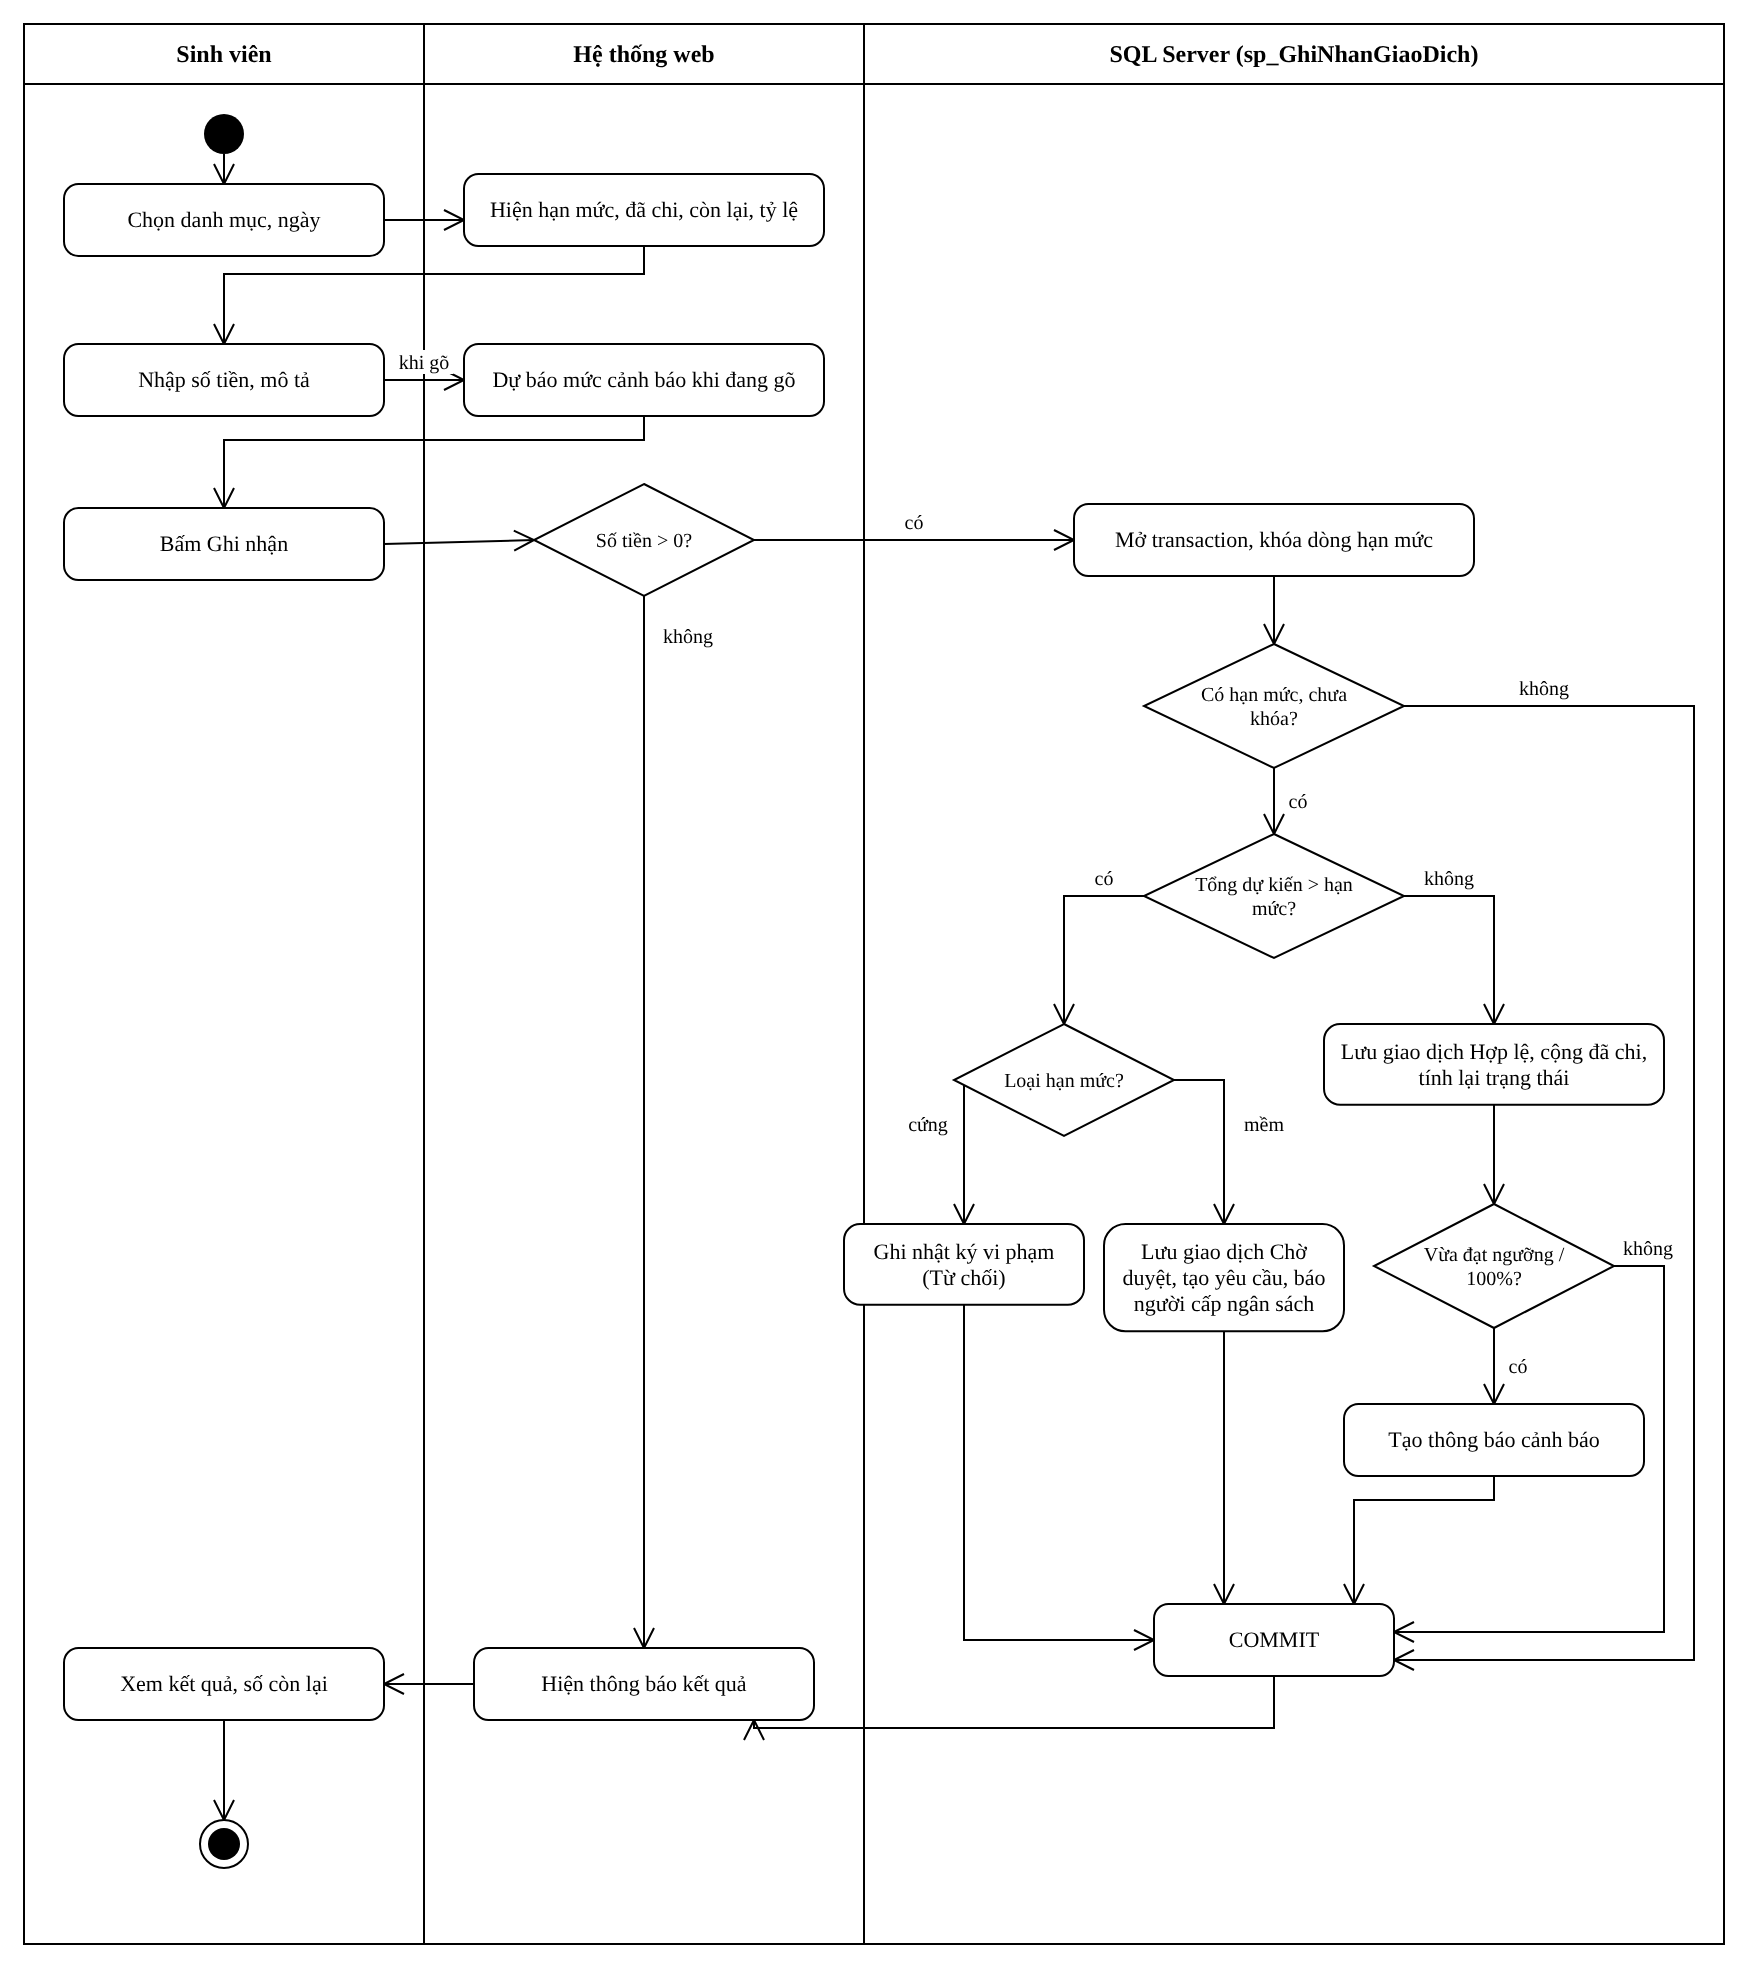 Sinh viên
Hệ thống web
SQL Server (sp_GhiNhanGiaoDich)
Chọn danh mục, ngày
Hiện hạn mức, đã chi, còn lại, tỷ lệ
Nhập số tiền, mô tả
khi gõ
Dự báo mức cảnh báo khi đang gõ
Bấm Ghi nhận
Số tiền > 0?
có
Mở transaction, khóa dòng hạn mức
không
Có hạn mức, chưa
khóa?
không
có
Tổng dự kiến > hạn
mức?
có
không
Loại hạn mức?
cứng
mềm
Lưu giao dịch Hợp lệ, cộng đã chi,
tính lại trạng thái
Ghi nhật ký vi phạm
(Từ chối)
Lưu giao dịch Chờ
duyệt, tạo yêu cầu, báo
người cấp ngân sách
Vừa đạt ngưỡng /
100%?
không
có
Tạo thông báo cảnh báo
COMMIT
Xem kết quả, số còn lại
Hiện thông báo kết quả